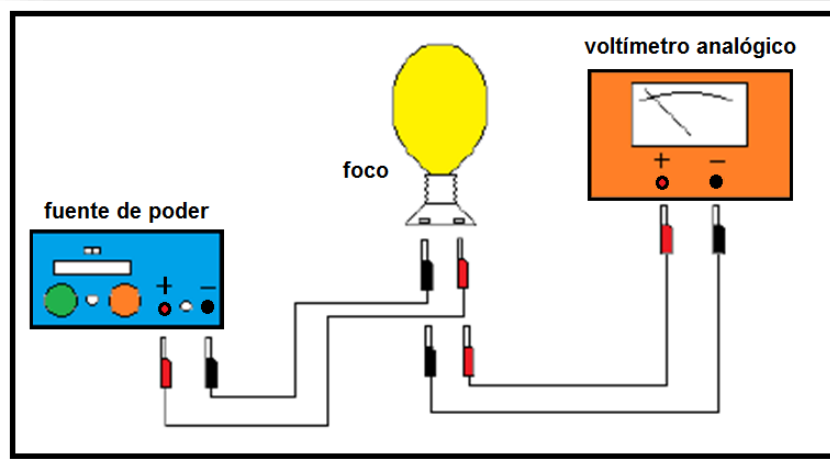 voltímetro analógico
+ −
foco
fuente de poder
+ −